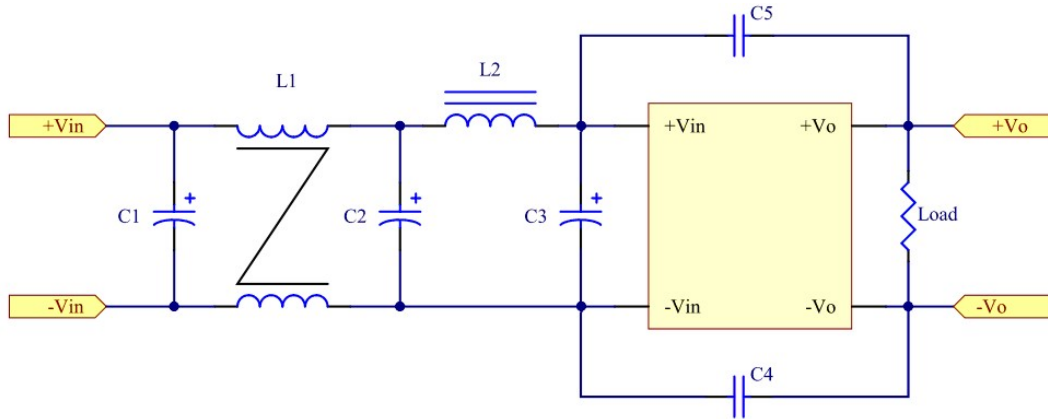 C5
L1
L2
+Vin
+Vin
+Vo
+Vo
C1
+
C2
+
C3
+
Load
-Vin
-Vin
-Vo
-Vo
C4